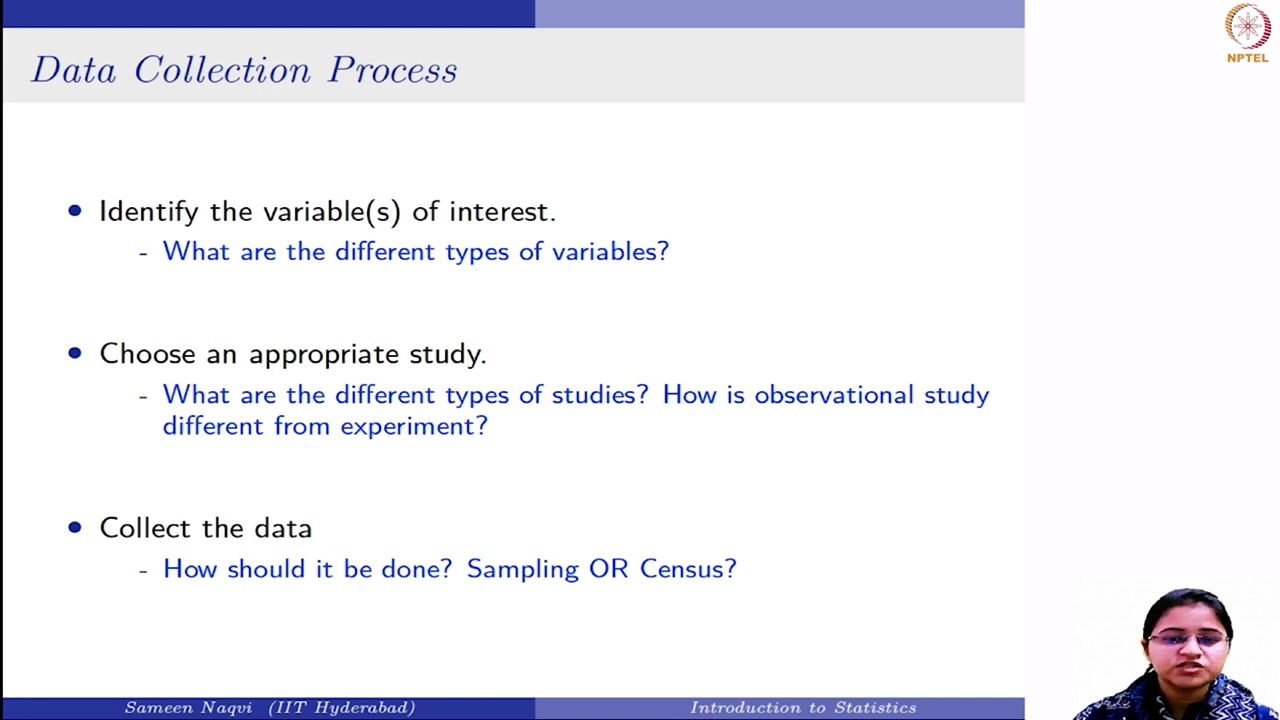 Data Collection Process
NPTEL
• Identify the variable(s) of interest.
- What are the different types of variables?
• Choose an appropriate study.
- What are the different types of studies? How is observational study
different from experiment?
• Collect the data
- How should it be done? Sampling OR Census?
Sameen Naqvi (IIT Hyderabad)
Introduction to Statistics